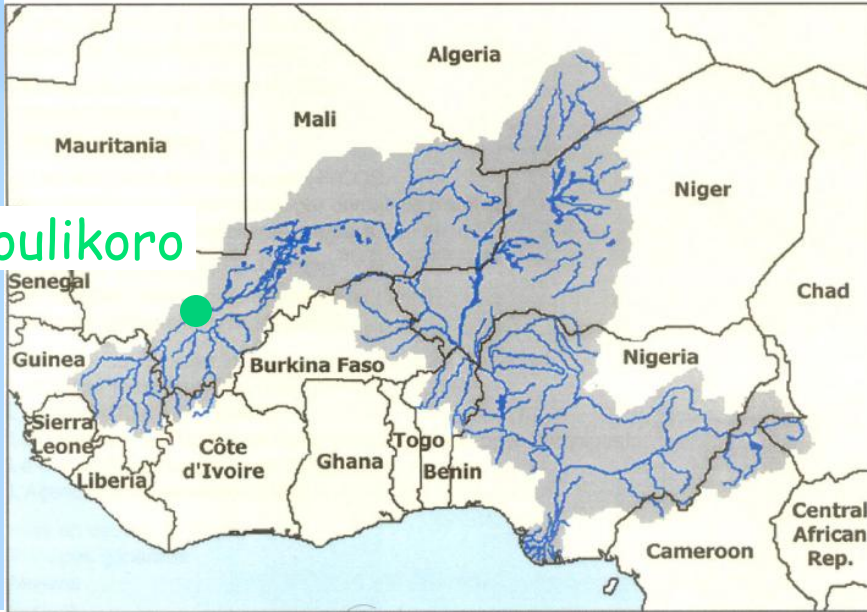 Algeria
Mali
Mauritania
Niger
oulikoro
Senegal
Chad
Guinea
Burkina Faso
Nigeria
Sierra
Leone
Côte
d'Ivoire
Ghana
Togo
Benin
Liberia
Central
African
Rep.
Cameroon